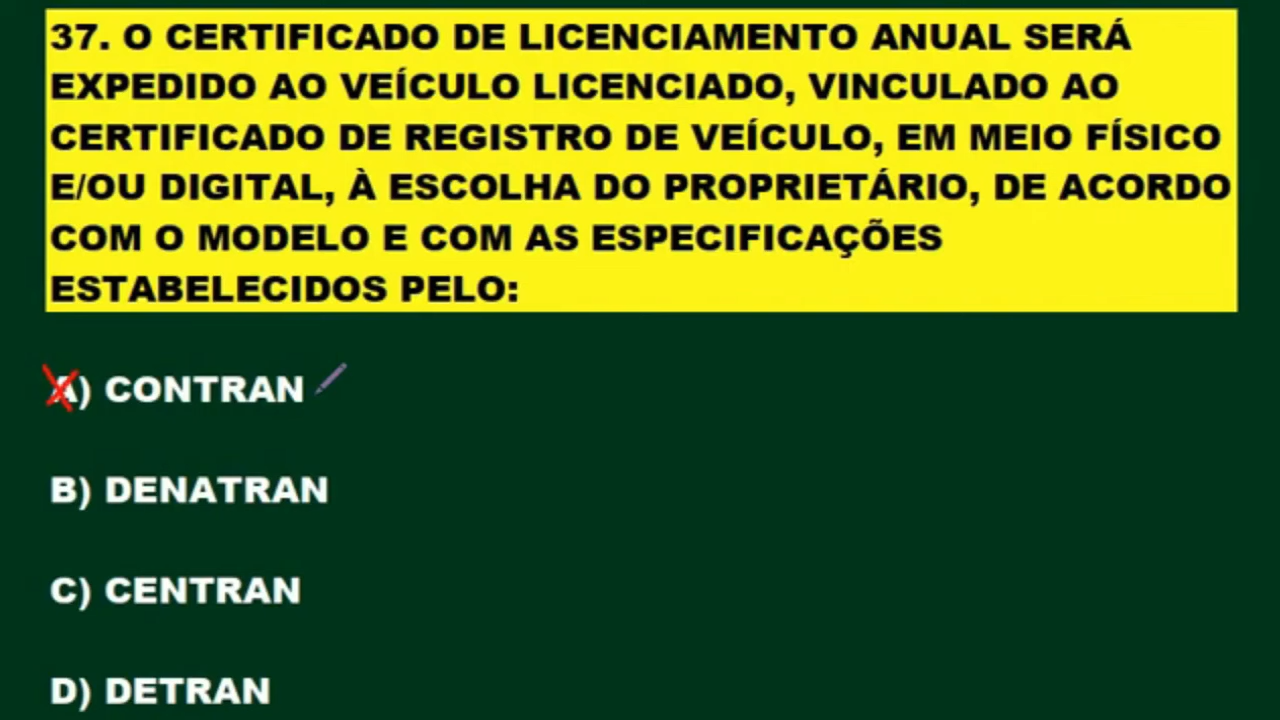 37. O CERTIFICADO DE LICENCIAMENTO ANUAL SERÁ
EXPEDIDO AO VEÍCULO LICENCIADO, VINCULADO AO
CERTIFICADO DE REGISTRO DE VEÍCULO, EM MEIO FÍSICO
E/OU DIGITAL, À ESCOLHA DO PROPRIETÁRIO, DE ACORDO
COM O MODELO E COM AS ESPECIFICAÇÕES
ESTABELECIDOS PELO:
A) CONTRAN
B) DENATRAN
C) CENTRAN
D) DETRAN